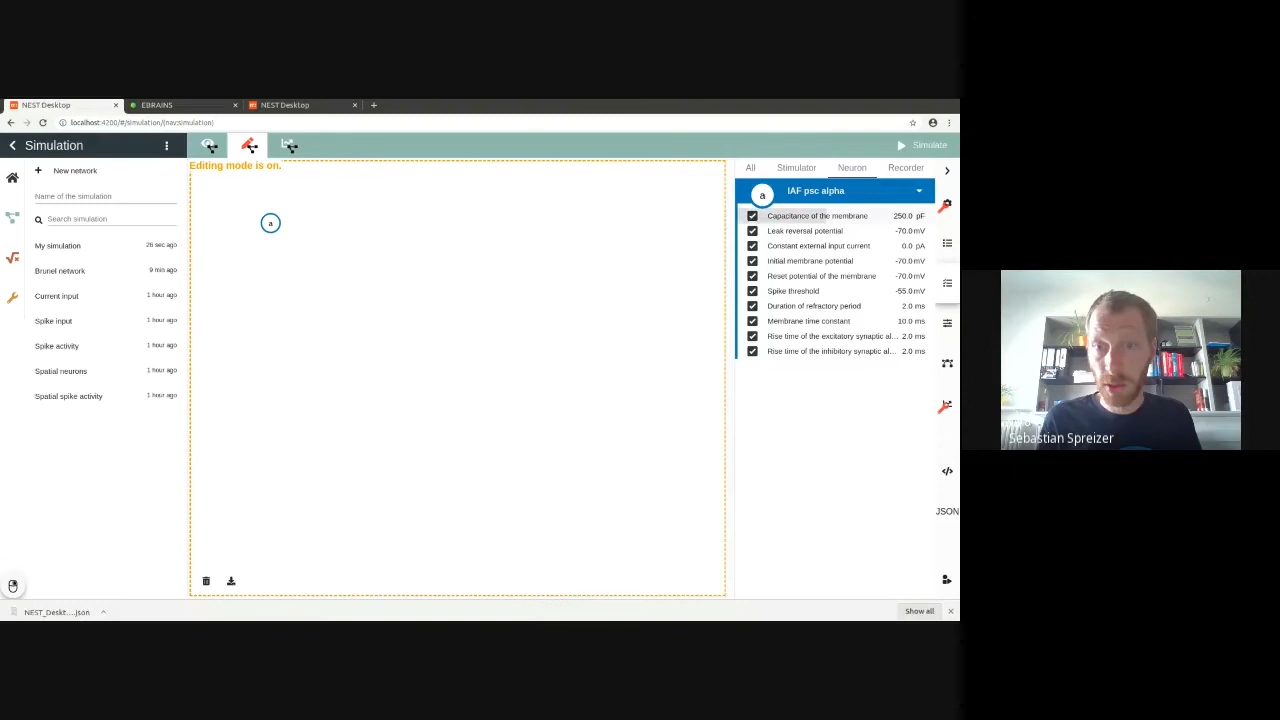 NEST Desktop
EBRAINS
NEST Desktop
localhost:4200/#/simulation/(nav:simulation)
Simulation
Simulate
Editing mode is on.
New network
Name of the simulation
Search simulation
My simulation 26 sec ago
Brunel network 9 min ago
Current input 1 hour ago
Spike input 1 hour ago
Spike activity 1 hour ago
Spatial neurons 1 hour ago
Spatial spike activity 1 hour ago
a
All Stimulator Neuron Recorder
a IAF psc alpha
Capacitance of the membrane 250.0 pF
Leak reversal potential -70.0 mV
Constant external input current 0.0 pA
Initial membrane potential -70.0 mV
Reset potential of the membrane -70.0 mV
Spike threshold -55.0 mV
Duration of refractory period 2.0 ms
Membrane time constant 10.0 ms
Rise time of the excitatory synaptic al... 2.0 ms
Rise time of the inhibitory synaptic al... 2.0 ms
</>
JSON
NEST_Deskt....json
Show all
Sebastian Spreizer